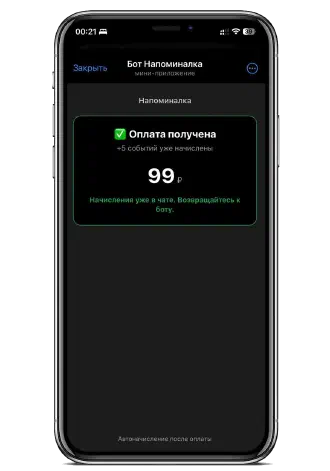 00:21
Закрыть
Бот Напоминалка
мини-приложение
Напоминалка
✅ Оплата получена
+5 событий уже начислены
99 ₽
Начисления уже в чате. Возвращайтесь к
боту.
Автоначисление после оплаты